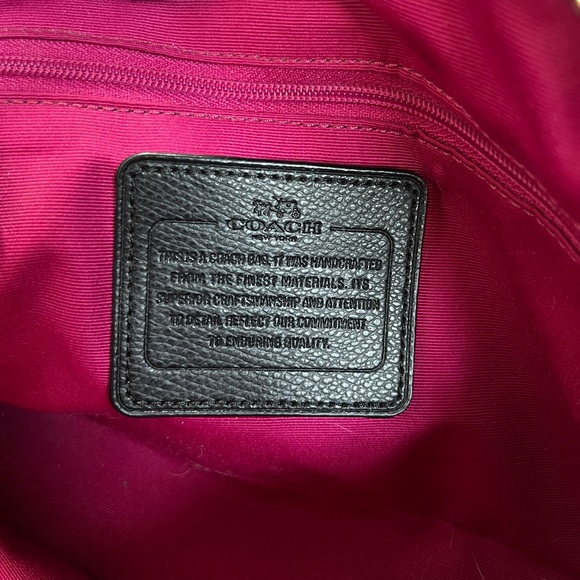 COACH
NEW YORK
THIS IS A COACH BAG. IT WAS HANDCRAFTED
FROM THE FINEST MATERIALS. ITS
SUPERIOR CRAFTSMANSHIP AND ATTENTION
TO DETAIL REFLECT OUR COMMITMENT
TO ENDURING QUALITY.